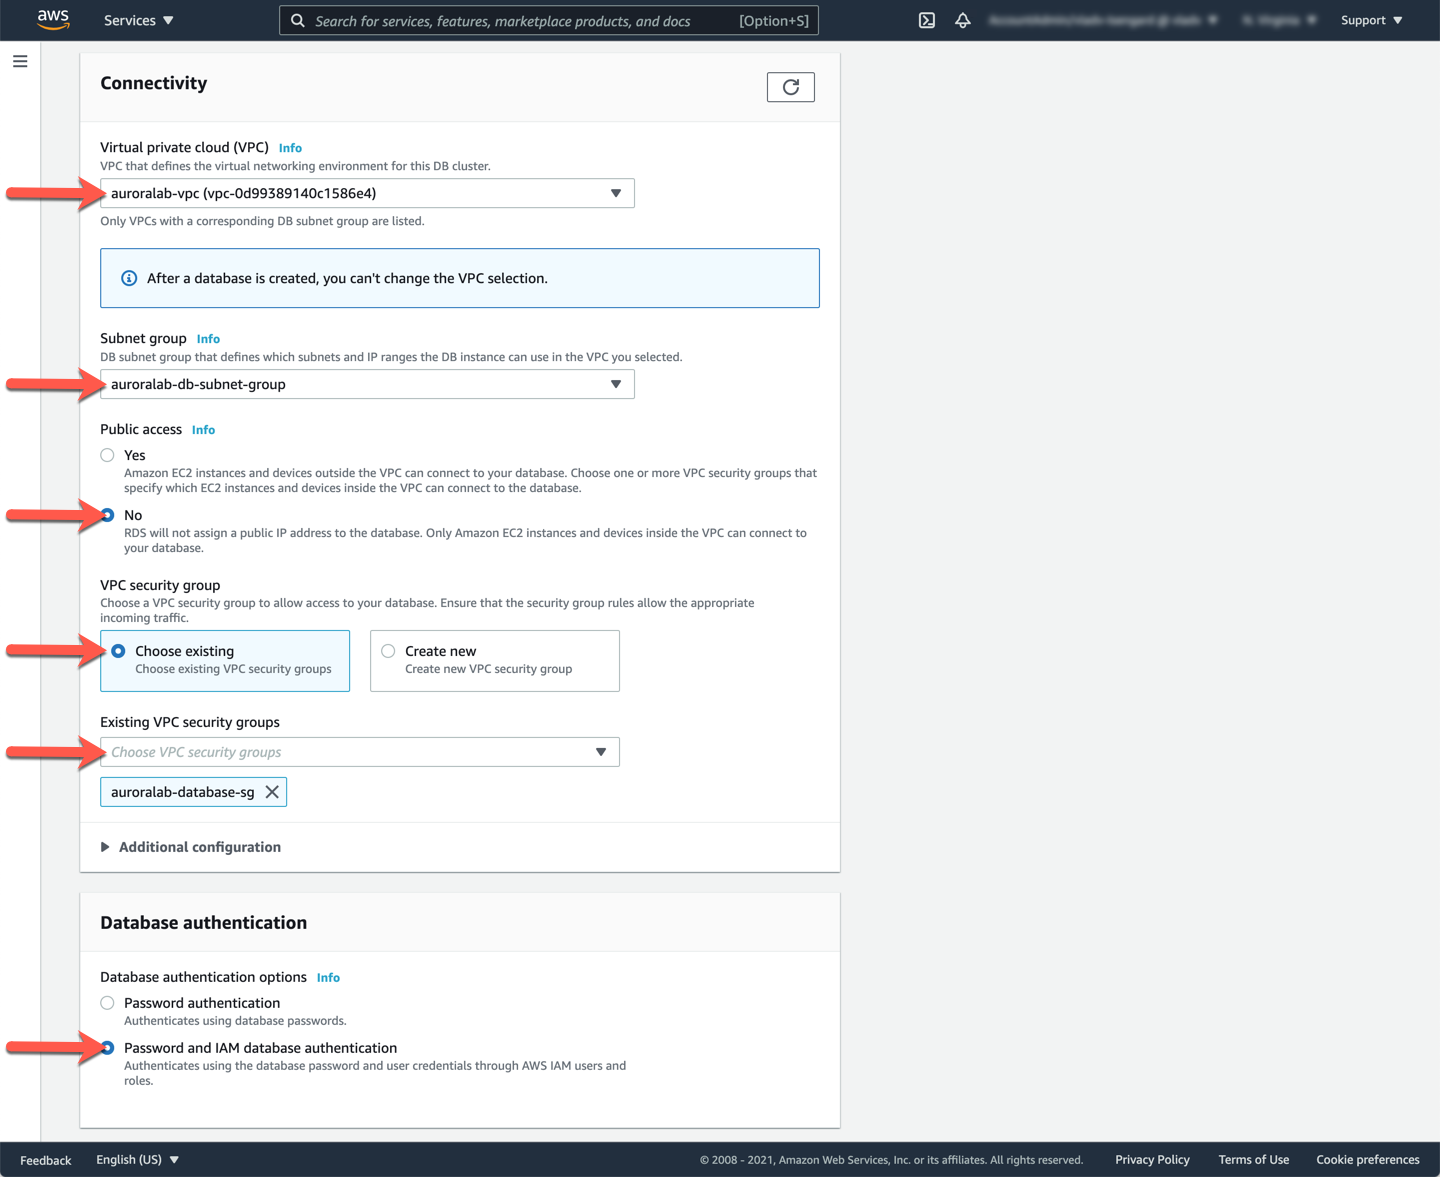 aws
Services
Search for services, features, marketplace products, and docs
[Option+S]
Support
Connectivity
Virtual private cloud (VPC) Info
VPC that defines the virtual networking environment for this DB cluster.
auroralab-vpc (vpc-0d99389140c1586e4)
Only VPCs with a corresponding DB subnet group are listed.
After a database is created, you can't change the VPC selection.
Subnet group Info
DB subnet group that defines which subnets and IP ranges the DB instance can use in the VPC you selected.
auroralab-db-subnet-group
Public access Info
Yes
Amazon EC2 instances and devices outside the VPC can connect to your database. Choose one or more VPC security groups that
specify which EC2 instances and devices inside the VPC can connect to the database.
No
RDS will not assign a public IP address to the database. Only Amazon EC2 instances and devices inside the VPC can connect to
your database.
VPC security group
Choose a VPC security group to allow access to your database. Ensure that the security group rules allow the appropriate
incoming traffic.
Choose existing
Choose existing VPC security groups
Create new
Create new VPC security group
Existing VPC security groups
Choose VPC security groups
auroralab-database-sg
Additional configuration
Database authentication
Database authentication options Info
Password authentication
Authenticates using database passwords.
Password and IAM database authentication
Authenticates using the database password and user credentials through AWS IAM users and
roles.
Feedback
English (US)
© 2008 - 2021, Amazon Web Services, Inc. or its affiliates. All rights reserved.
Privacy Policy
Terms of Use
Cookie preferences